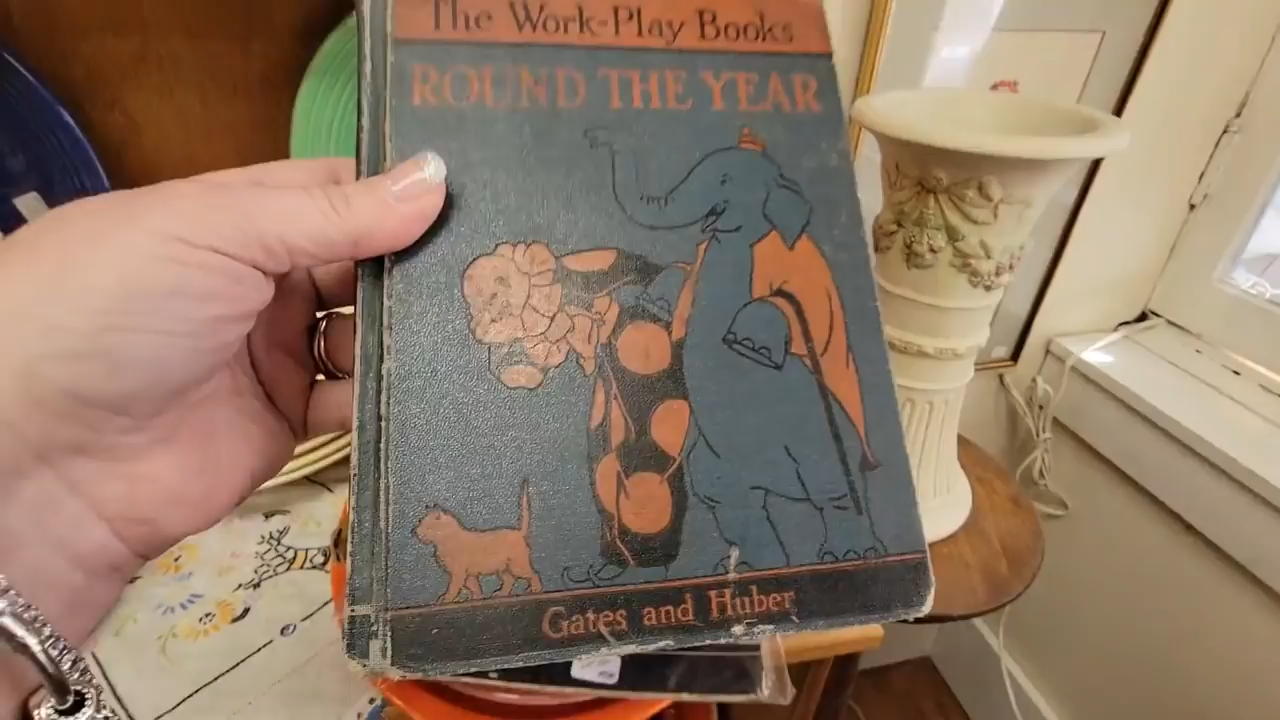 The Work-Play Books
ROUND THE YEAR
Gates and Huber